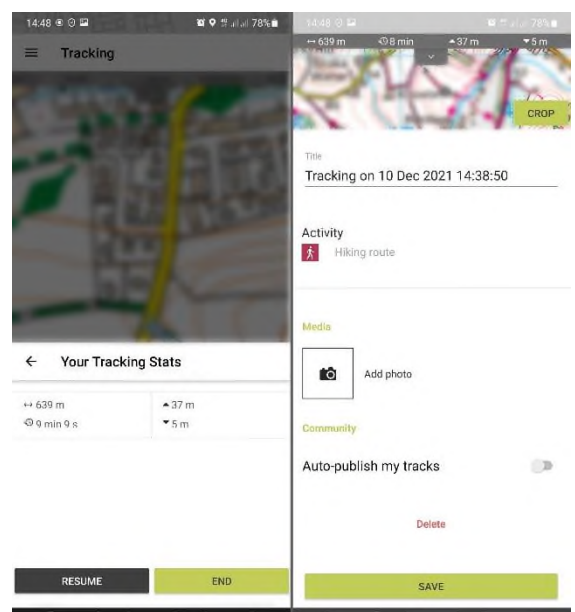 14:48
78%
Tracking
Your Tracking Stats
639 m
37 m
9 min 9 s
5 m
RESUME
END
14:48
78%
639 m
8 min
37 m
5 m
CROP
Title
Tracking on 10 Dec 2021 14:38:50
Activity
Hiking route
Media
Add photo
Community
Auto-publish my tracks
Delete
SAVE